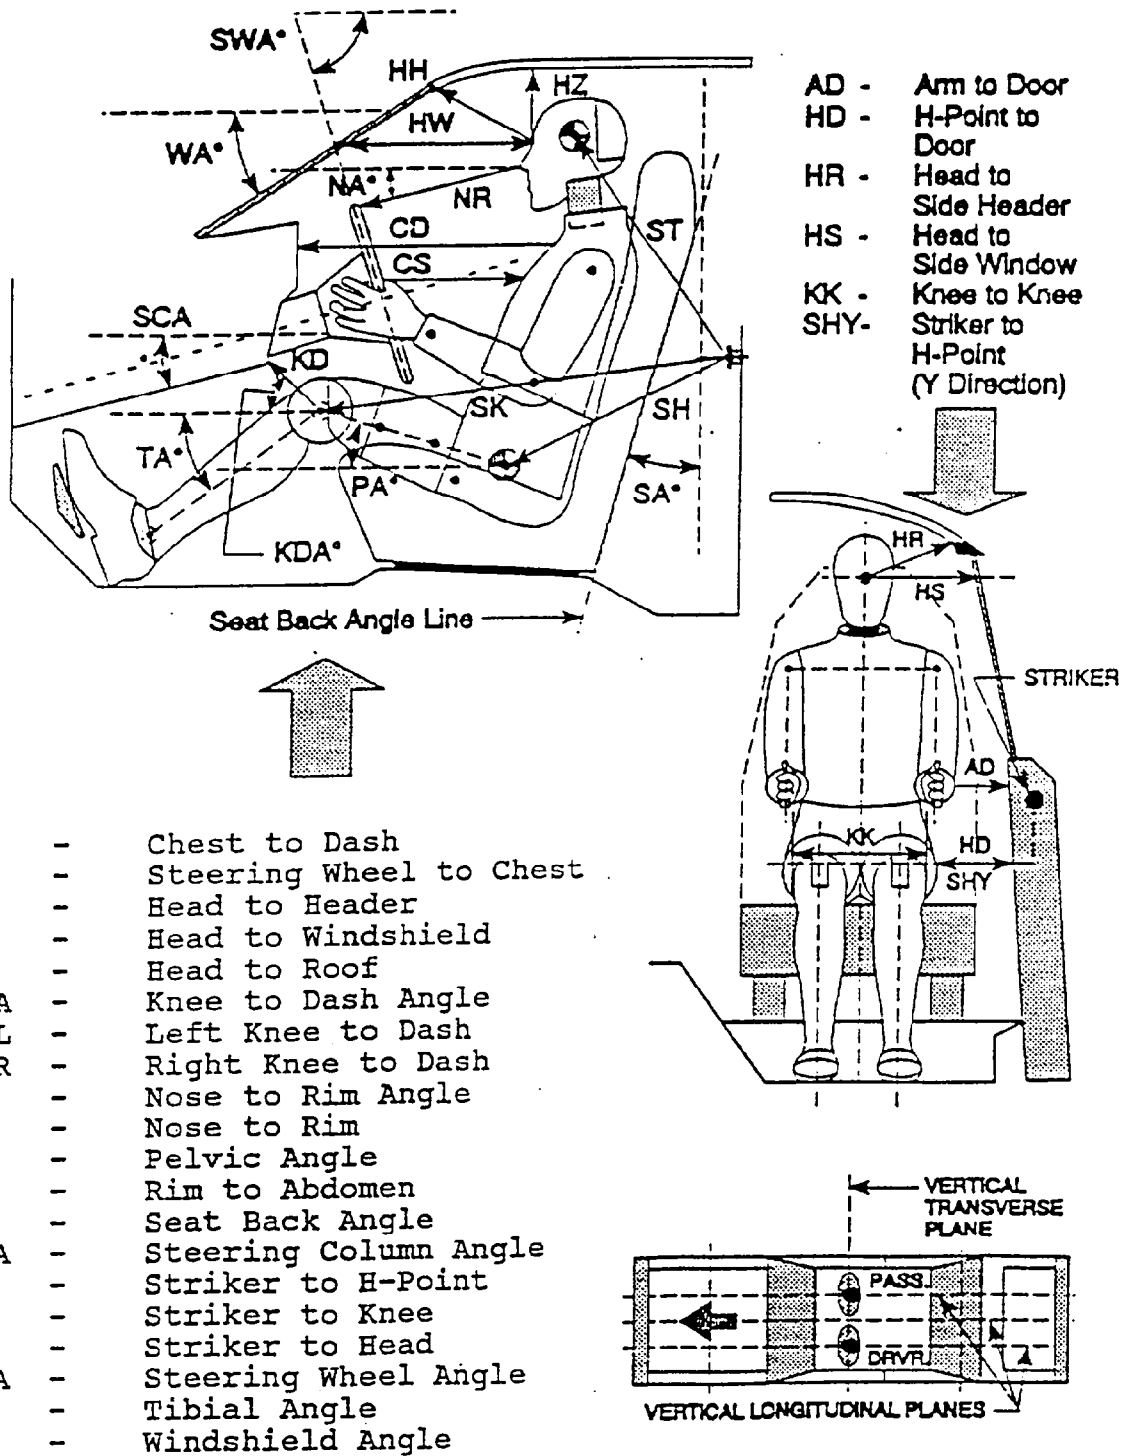 SWA°
HH
HZ
HW
WA°
NA°
NR
CD
ST
CS
SCA
KD
SK
SH
TA°
PA°
SA°
KDA°
Seat Back Angle Line
AD - Arm to Door
HD - H-Point to
Door
HR - Head to
Side Header
HS - Head to
Side Window
KK - Knee to Knee
SHY- Striker to
H-Point
(Y Direction)
HR
HS
STRIKER
AD
KK
HD
SHY
- Chest to Dash
- Steering Wheel to Chest
- Head to Header
- Head to Windshield
- Head to Roof
A - Knee to Dash Angle
L - Left Knee to Dash
R - Right Knee to Dash
- Nose to Rim Angle
- Nose to Rim
- Pelvic Angle
- Rim to Abdomen
- Seat Back Angle
A - Steering Column Angle
- Striker to H-Point
- Striker to Knee
- Striker to Head
A - Steering Wheel Angle
- Tibial Angle
- Windshield Angle
VERTICAL
TRANSVERSE
PLANE
PASS.
DRVR.
VERTICAL LONGITUDINAL PLANES